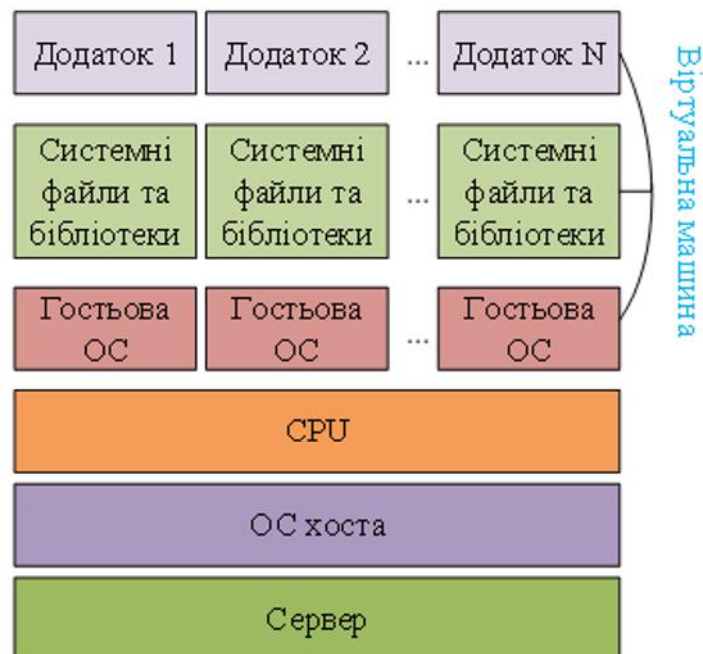 Додаток 1
Додаток 2
...
Додаток N
Системні
файли та
бібліотеки
Системні
файли та
бібліотеки
...
Системні
файли та
бібліотеки
Гостьова
ОС
Гостьова
ОС
...
Гостьова
ОС
Віртуальна машина
CPU
ОС хоста
Сервер